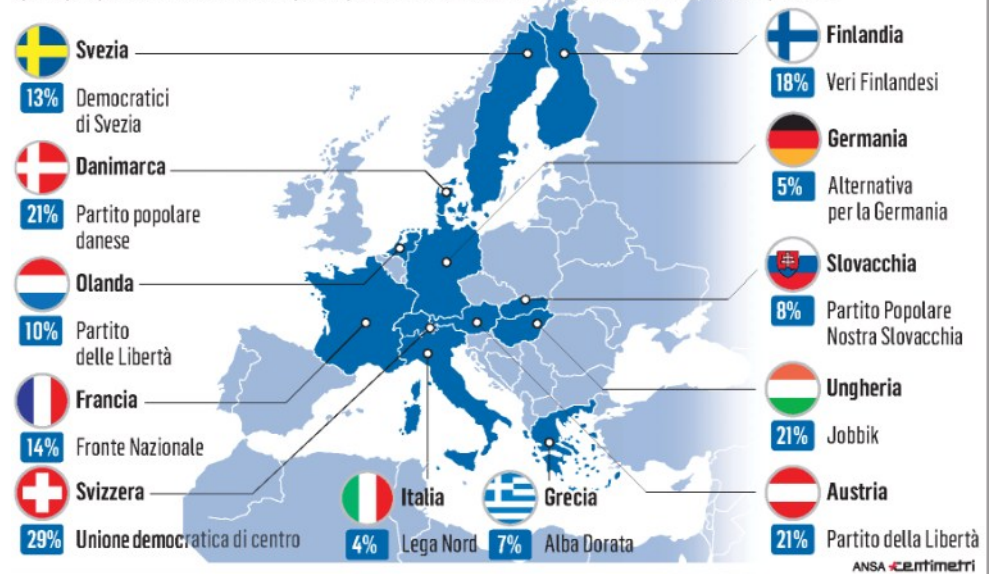 Svezia
13% Democratici
di Svezia
Danimarca
21% Partito popolare
danese
Olanda
10% Partito
delle Libertà
Francia
14% Fronte Nazionale
Svizzera
29% Unione democratica di centro
Italia
4% Lega Nord
Grecia
7% Alba Dorata
Finlandia
18% Veri Finlandesi
Germania
5% Alternativa
per la Germania
Slovacchia
8% Partito Popolare
Nostra Slovacchia
Ungheria
21% Jobbik
Austria
21% Partito della Libertà
ANSA centimetri